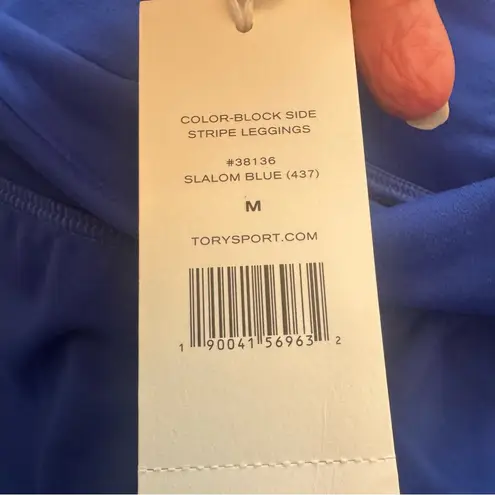 COLOR-BLOCK SIDE
STRIPE LEGGINGS
#38136
SLALOM BLUE (437)
M
TORYSPORT.COM
1 90041 56963 2